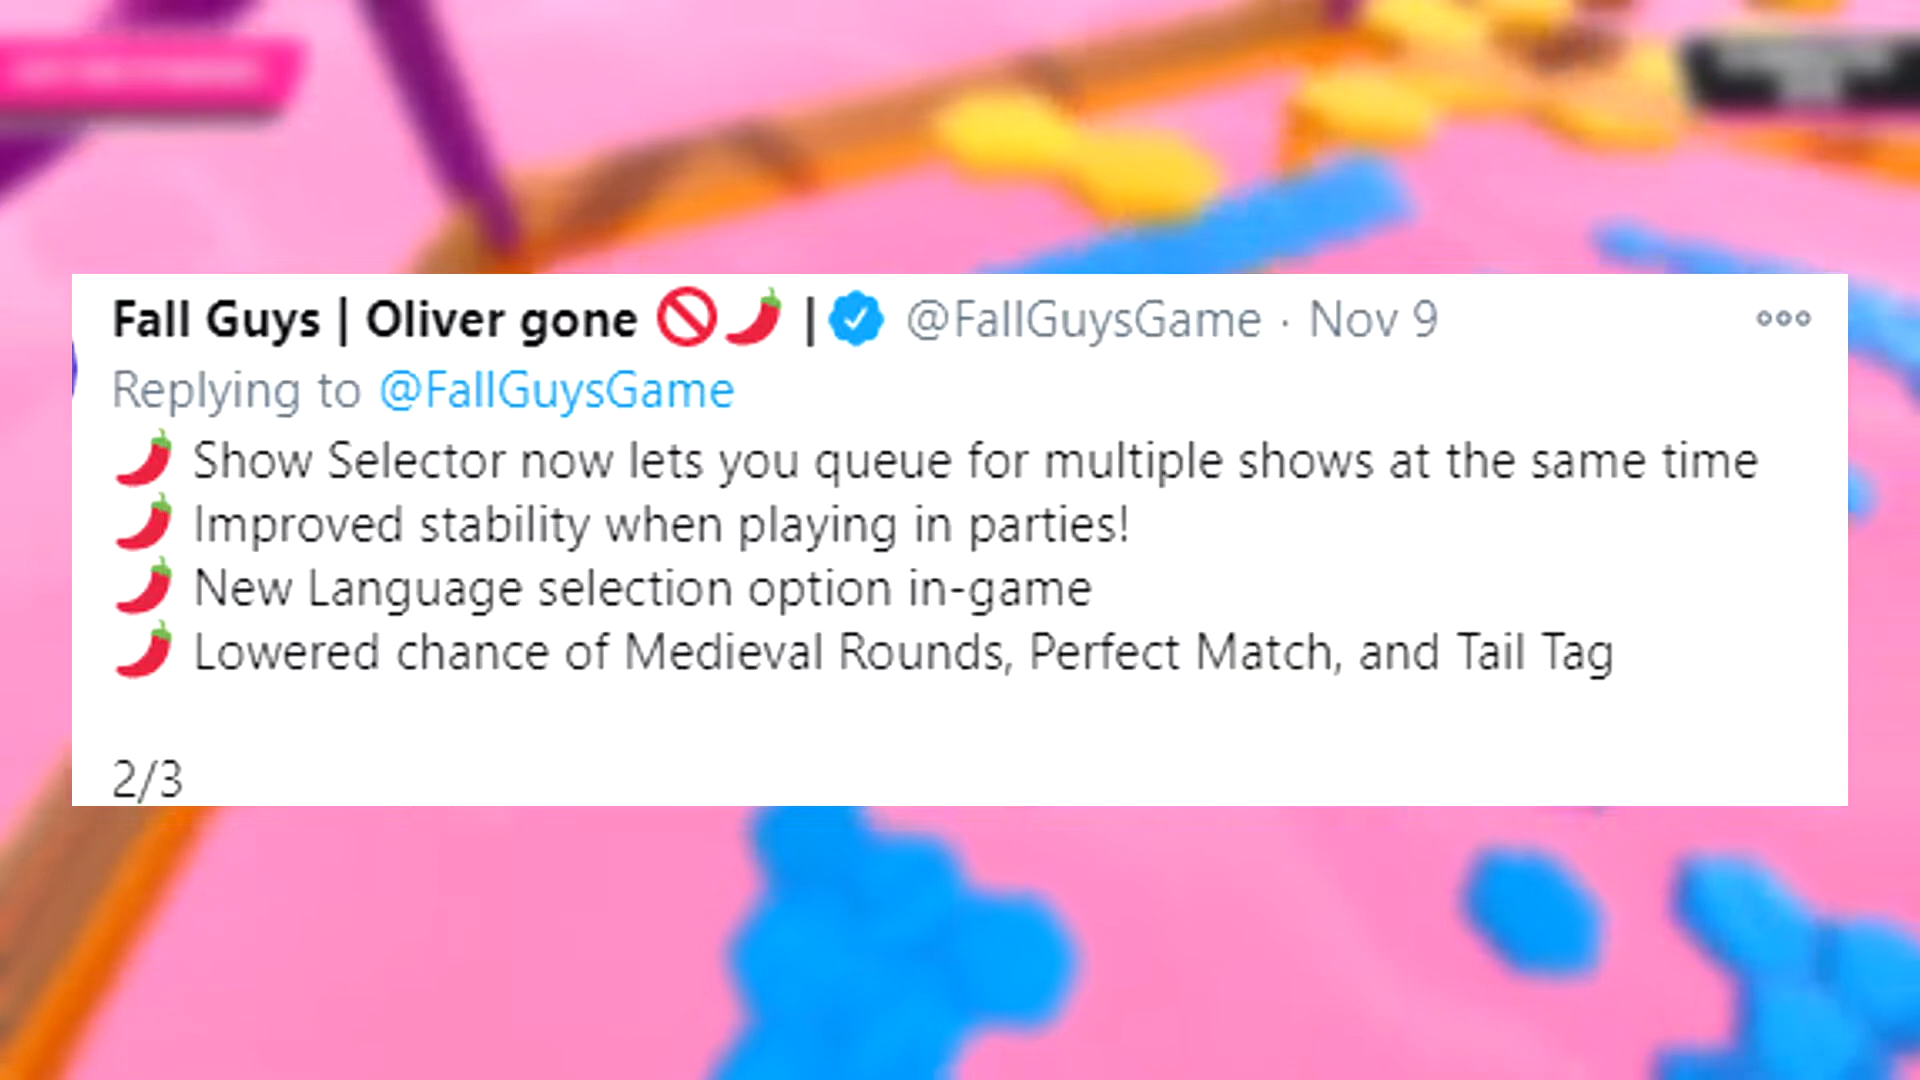 Fall Guys | Oliver gone 🚫🌶️ | @FallGuysGame · Nov 9
Replying to @FallGuysGame
🌶️ Show Selector now lets you queue for multiple shows at the same time
🌶️ Improved stability when playing in parties!
🌶️ New Language selection option in-game
🌶️ Lowered chance of Medieval Rounds, Perfect Match, and Tail Tag
2/3